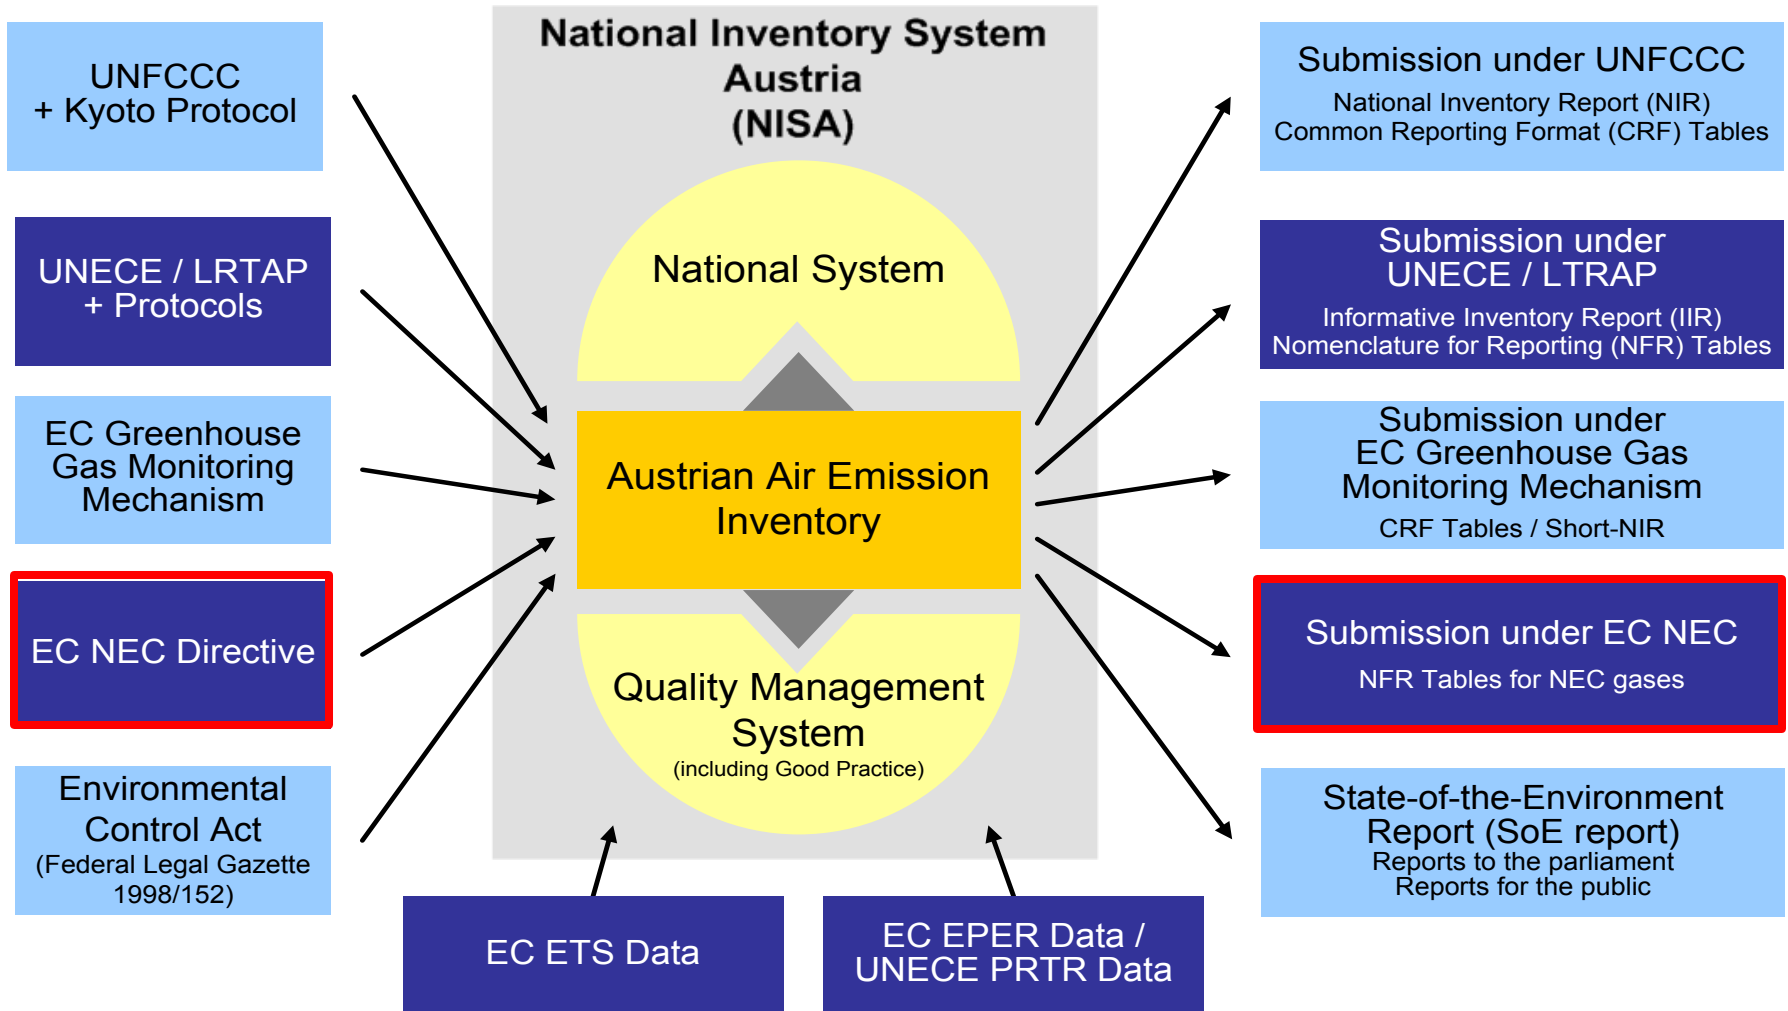 National Inventory System
Austria
(NISA)
UNFCCC
+ Kyoto Protocol
UNECE / LRTAP
+ Protocols
EC Greenhouse
Gas Monitoring
Mechanism
EC NEC Directive
Environmental
Control Act
(Federal Legal Gazette
1998/152)
National System
Austrian Air Emission
Inventory
Quality Management
System
(including Good Practice)
EC ETS Data
EC EPER Data /
UNECE PRTR Data
Submission under UNFCCC
National Inventory Report (NIR)
Common Reporting Format (CRF) Tables
Submission under
UNECE / LTRAP
Informative Inventory Report (IIR)
Nomenclature for Reporting (NFR) Tables
Submission under
EC Greenhouse Gas
Monitoring Mechanism
CRF Tables / Short-NIR
Submission under EC NEC
NFR Tables for NEC gases
State-of-the-Environment
Report (SoE report)
Reports to the parliament
Reports for the public